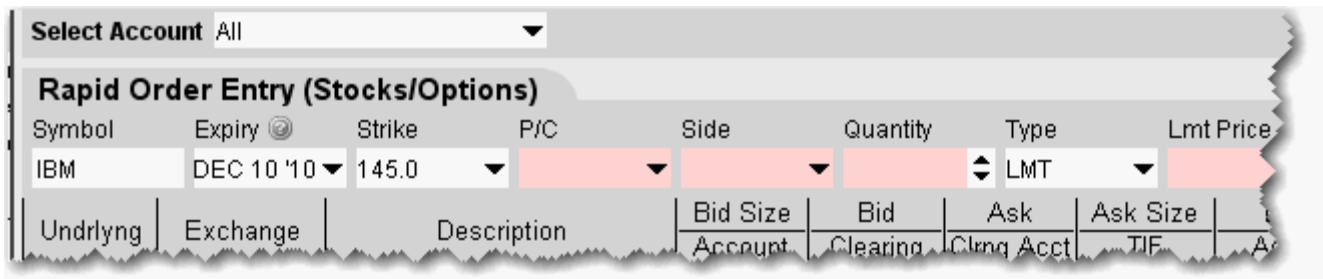 Select Account All
Rapid Order Entry (Stocks/Options)
Symbol Expiry Strike P/C Side Quantity Type Lmt Price
IBM DEC 10 '10 145.0 LMT
Undrlyng Exchange Description Bid Size Bid Ask Ask Size
Account Clearing Clrng Acct TIF